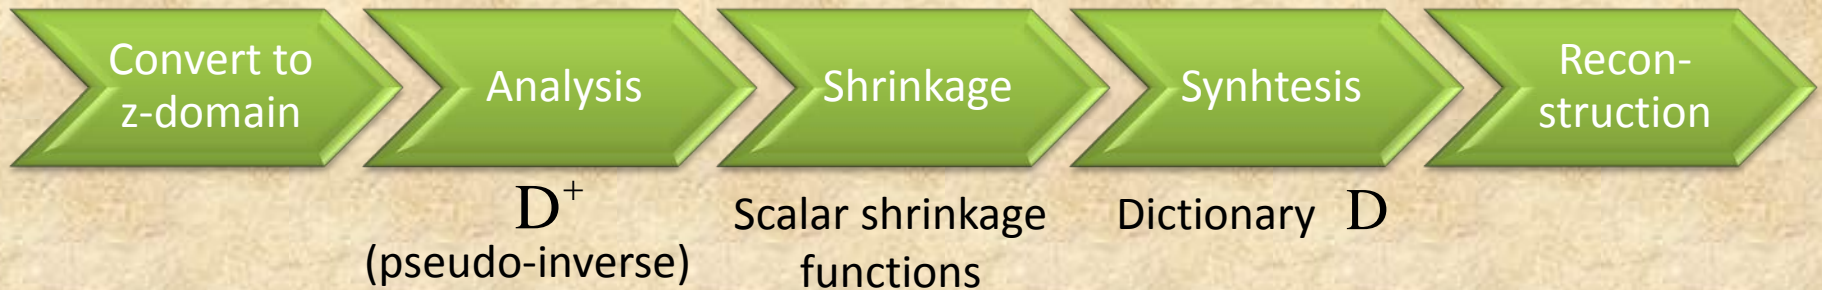 Convert to
z-domain
Analysis
Shrinkage
Synhtesis
Recon-
struction
D⁺
(pseudo-inverse)
Scalar shrinkage
functions
Dictionary D